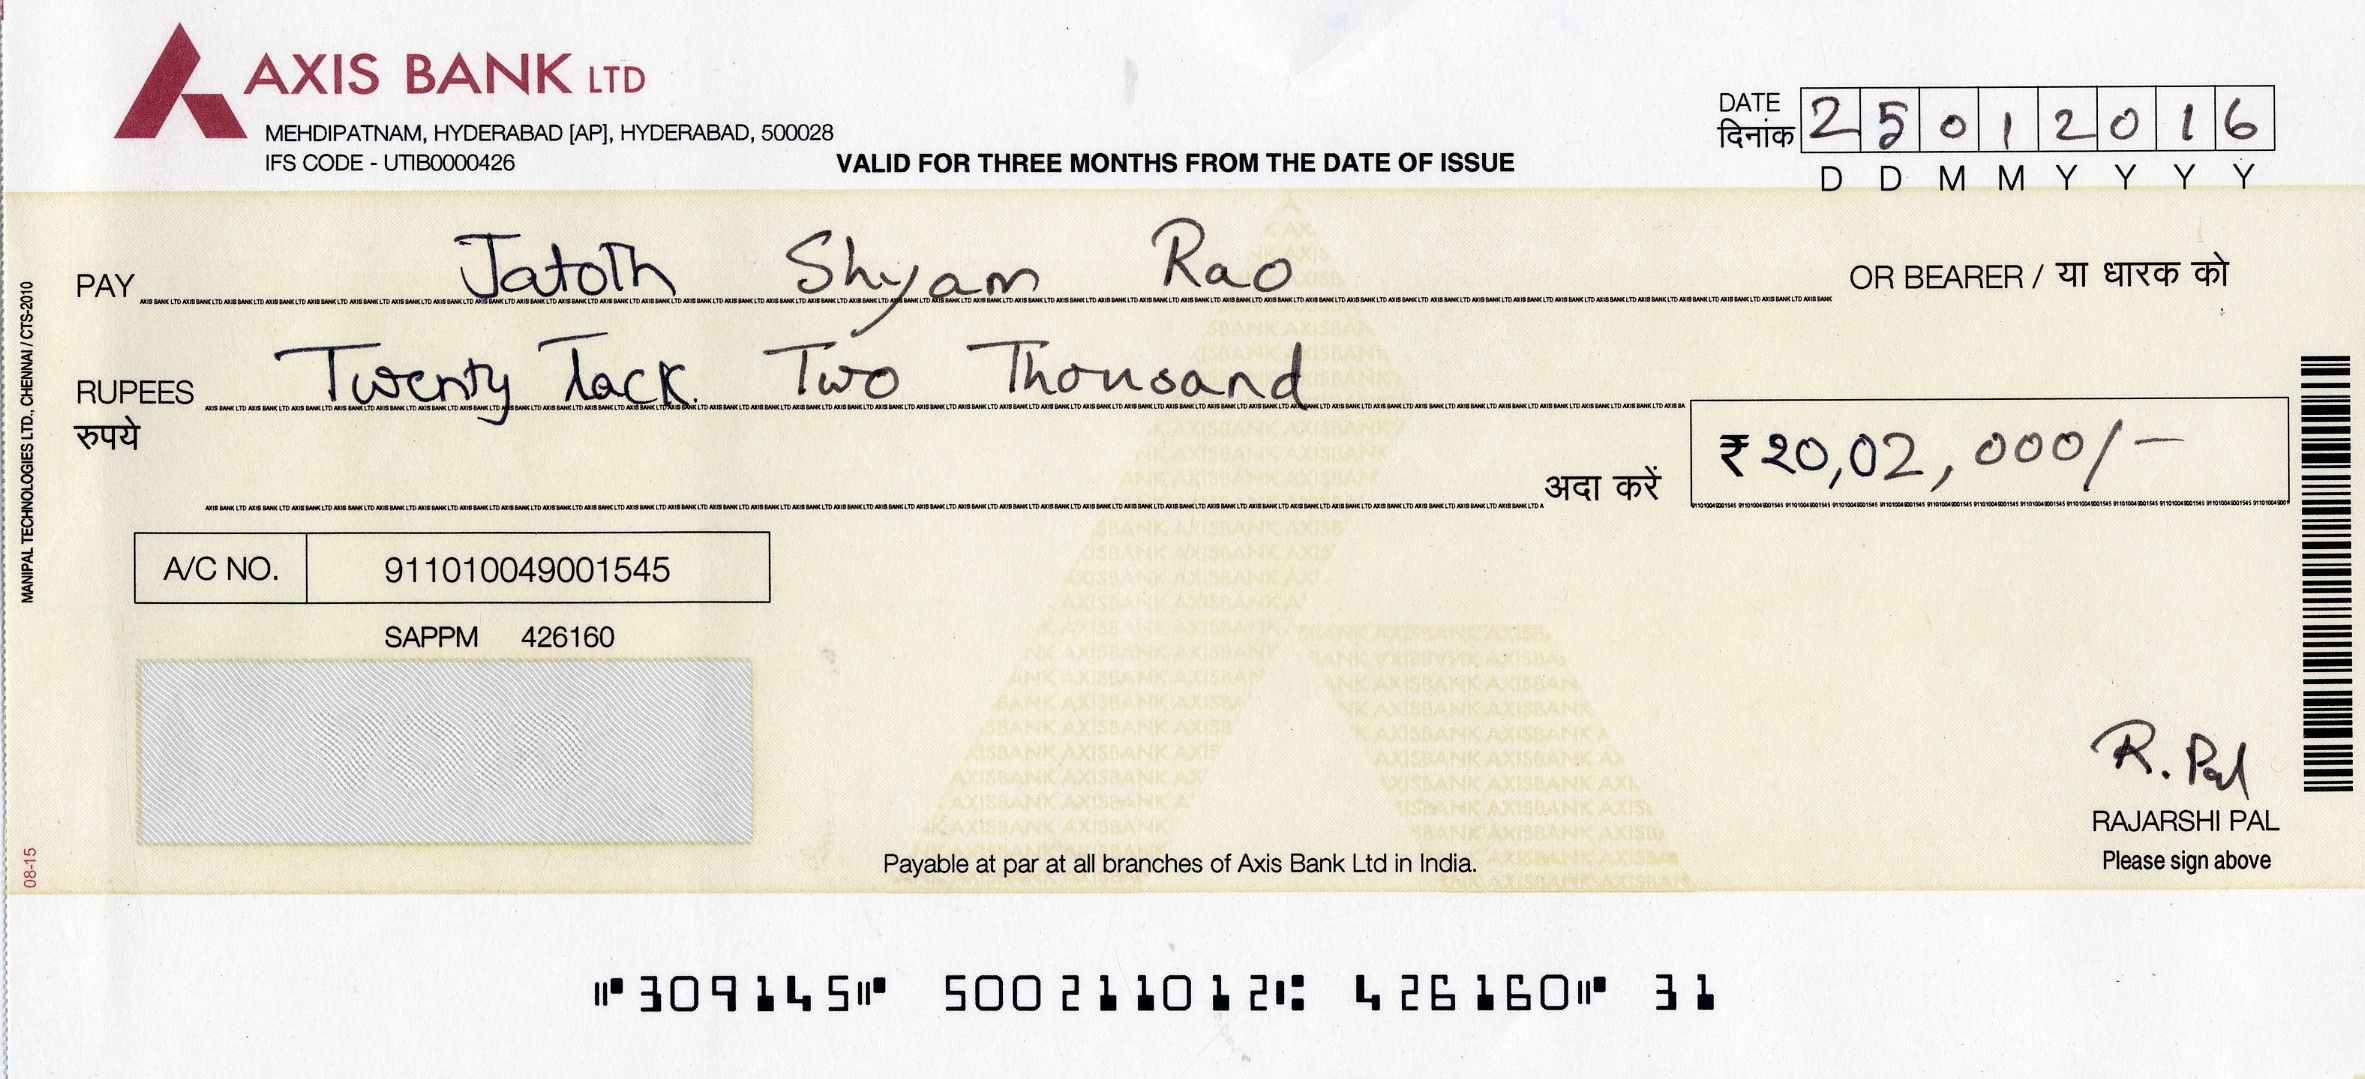 AXIS BANK LTD
MEHDIPATNAM, HYDERABAD [AP], HYDERABAD, 500028
IFS CODE - UTIB0000426
VALID FOR THREE MONTHS FROM THE DATE OF ISSUE
DATE
दिनांक
2 5 0 1 2 0 1 6
D D M M Y Y Y Y
PAY Jatoth Shyam Rao OR BEARER / या धारक को
RUPEES Twenty Lack Two Thousand
रुपये
अदा करें
₹ 20,02,000/-
A/C NO. 911010049001545
SAPPM 426160
VOID
R. Pal
RAJARSHI PAL
Please sign above
Payable at par at all branches of Axis Bank Ltd in India.
MANIPAL TECHNOLOGIES LTD., CHENNAI / CTS-2010
08-15
⑈309145⑈ 500211012⑆ 426160⑈ 31